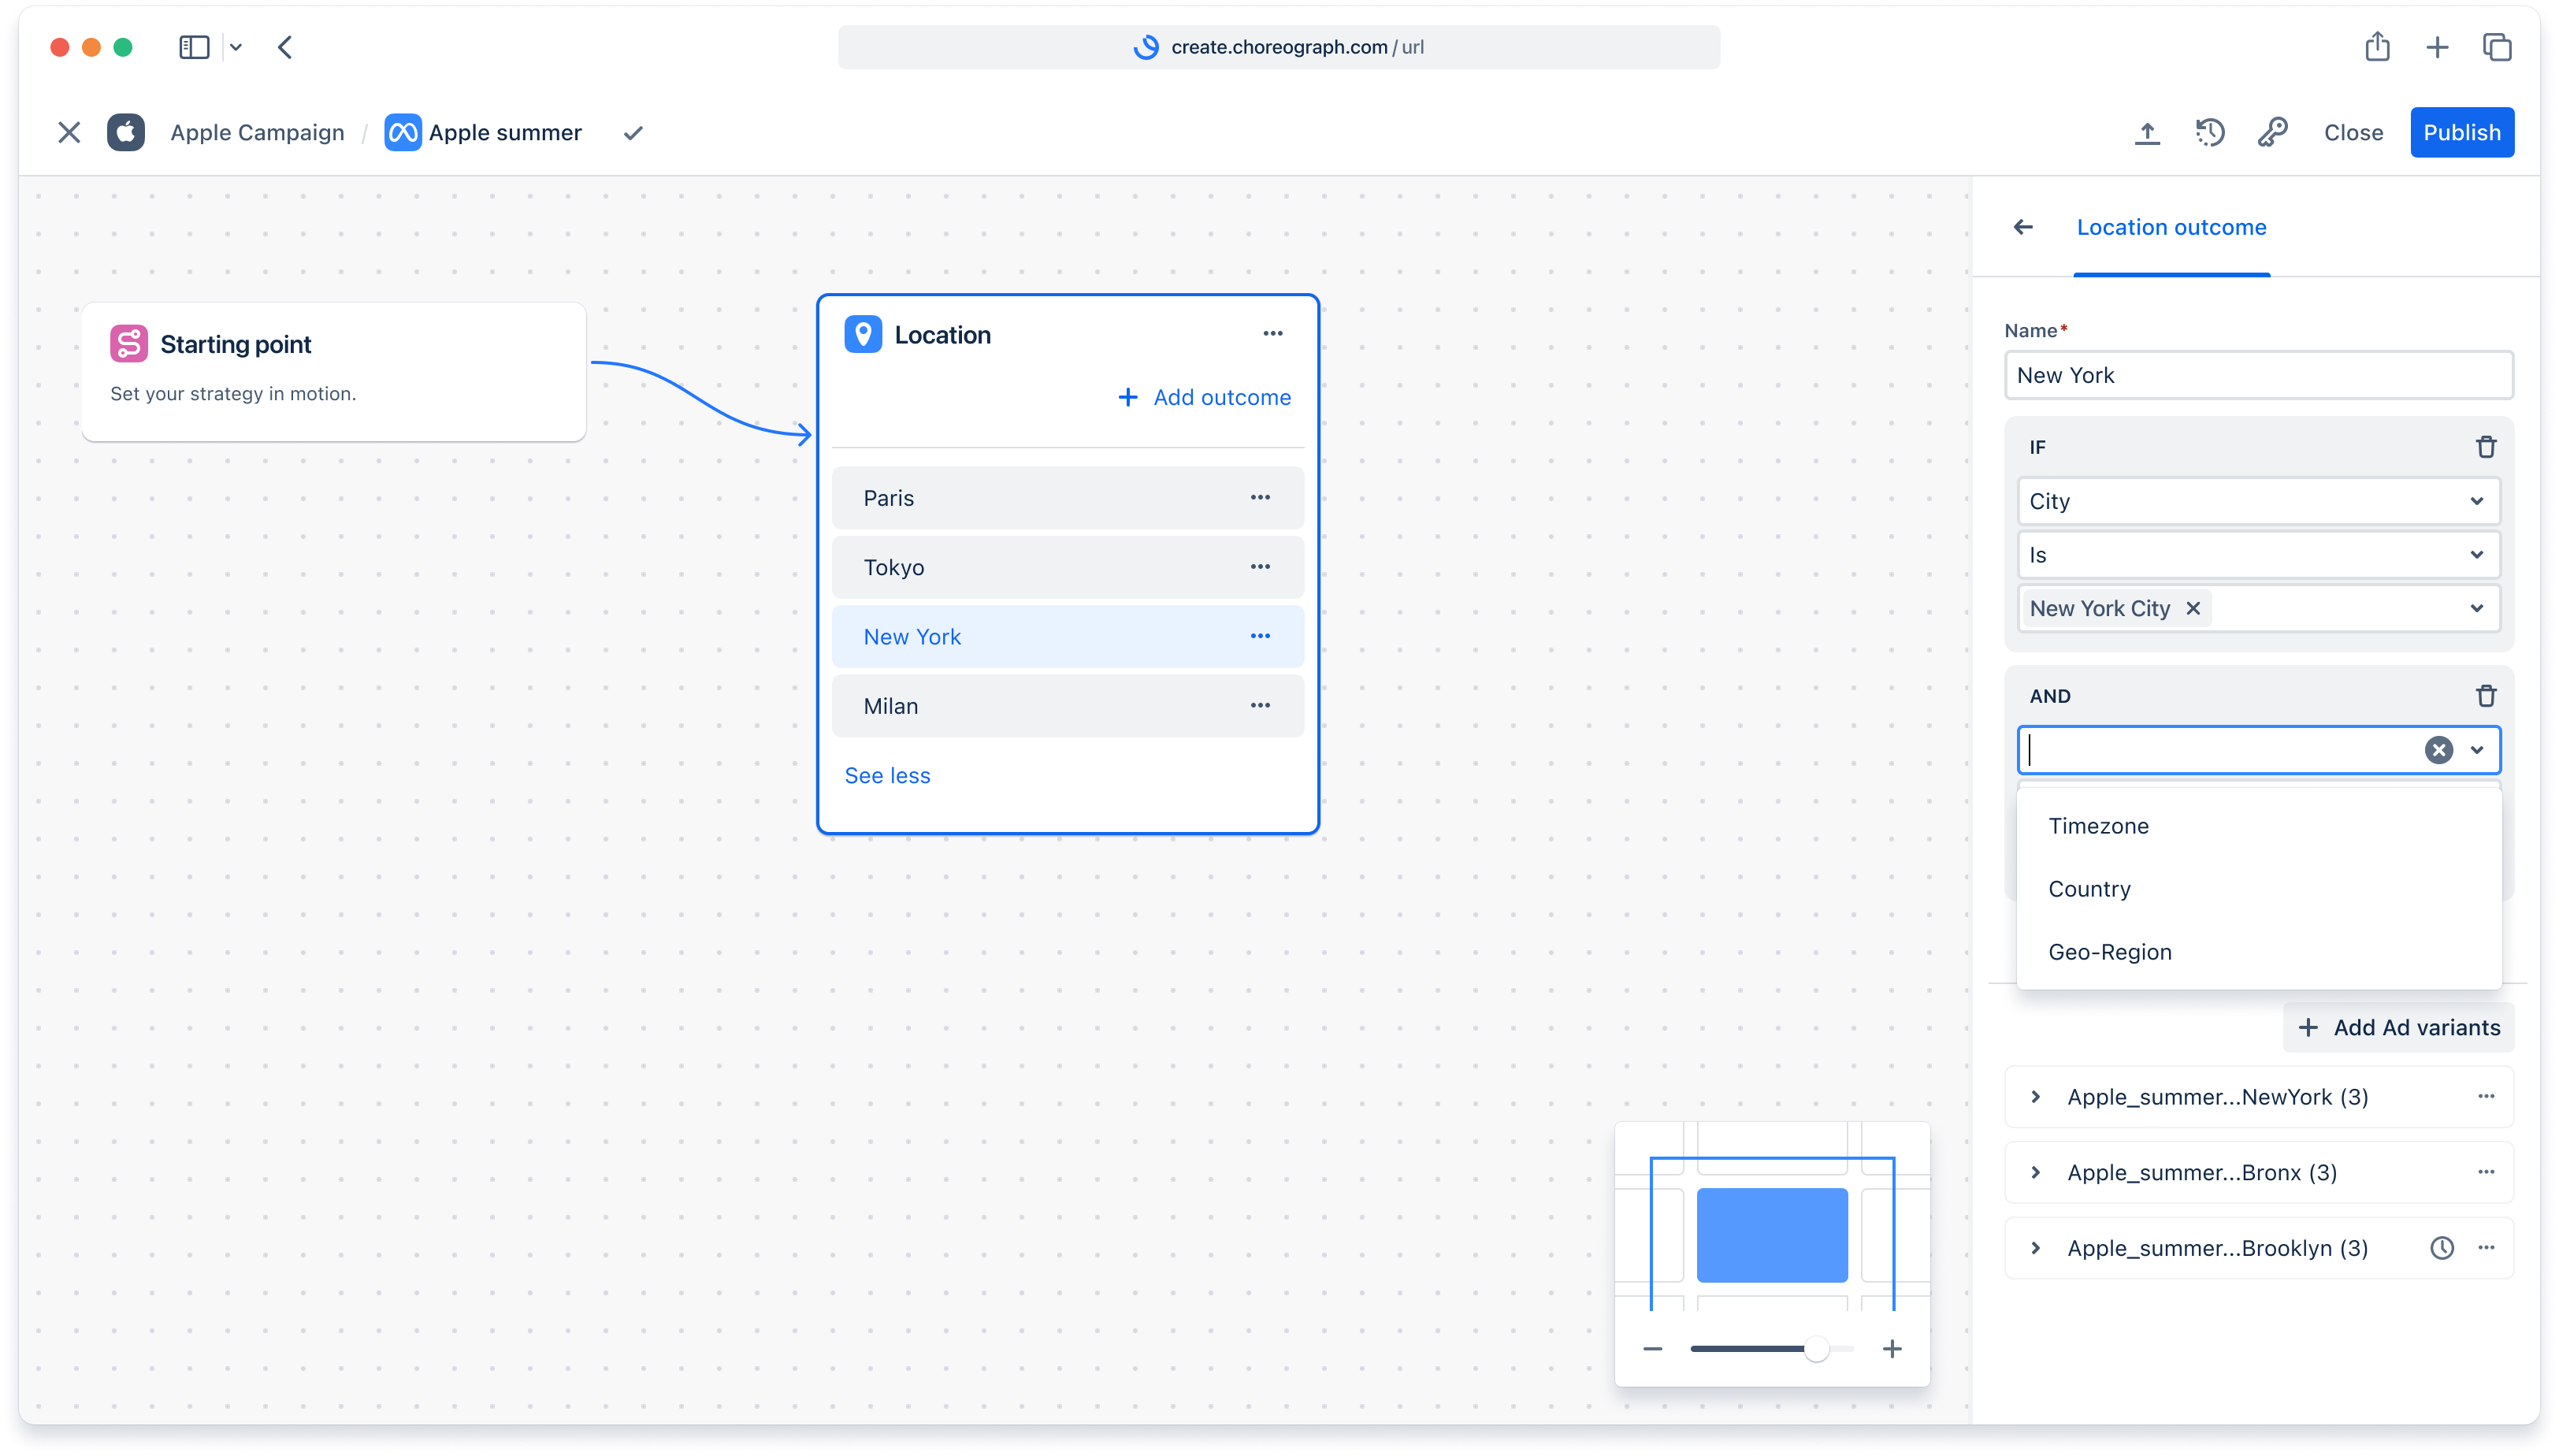 create.choreograph.com / url
Apple Campaign / Apple summer
Close
Publish
Starting point
Set your strategy in motion.
Location
Add outcome
Paris
Tokyo
New York
Milan
See less
Location outcome
Name*
New York
IF
City
Is
New York City
AND
Timezone
Country
Geo-Region
Add Ad variants
Apple_summer...NewYork (3)
Apple_summer...Bronx (3)
Apple_summer...Brooklyn (3)